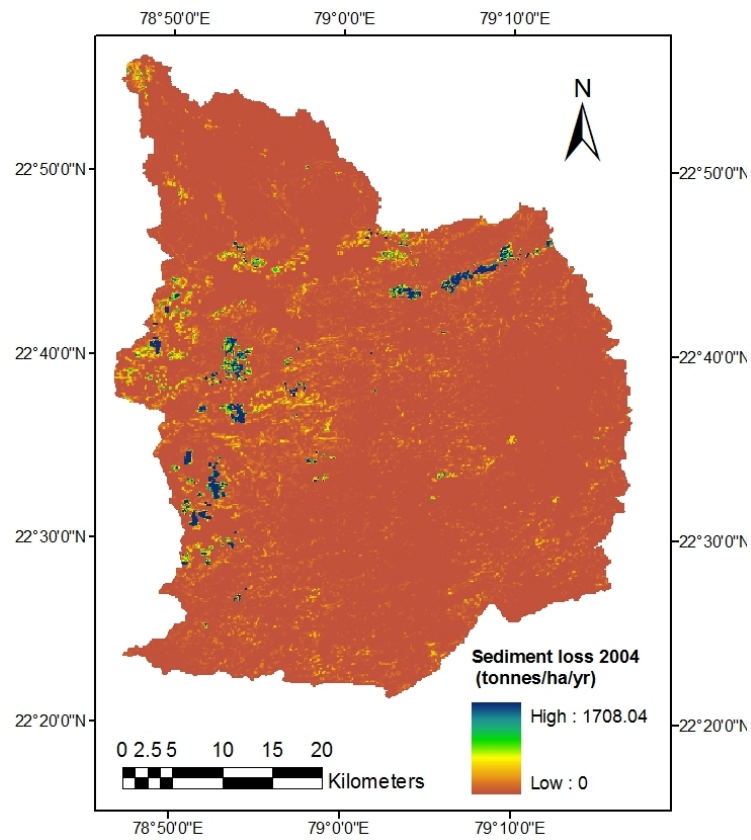 78°50'0"E 79°0'0"E 79°10'0"E
N
22°50'0"N 22°50'0"N
22°40'0"N 22°40'0"N
22°30'0"N 22°30'0"N
Sediment loss 2004
(tonnes/ha/yr)
High : 1708.04
22°20'0"N 22°20'0"N
0 2.5 5 10 15 20
Kilometers
Low : 0
78°50'0"E 79°0'0"E 79°10'0"E